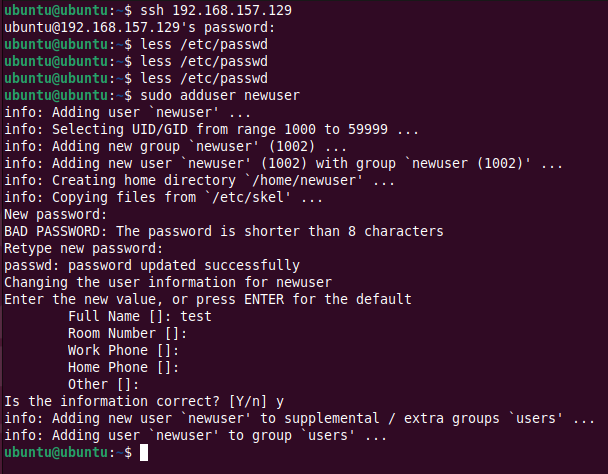 ubuntu@ubuntu:~$ ssh 192.168.157.129
ubuntu@192.168.157.129's password:
ubuntu@ubuntu:~$ less /etc/passwd
ubuntu@ubuntu:~$ less /etc/passwd
ubuntu@ubuntu:~$ less /etc/passwd
ubuntu@ubuntu:~$ sudo adduser newuser
info: Adding user `newuser' ...
info: Selecting UID/GID from range 1000 to 59999 ...
info: Adding new group `newuser' (1002) ...
info: Adding new user `newuser' (1002) with group `newuser (1002)' ...
info: Creating home directory `/home/newuser' ...
info: Copying files from `/etc/skel' ...
New password:
BAD PASSWORD: The password is shorter than 8 characters
Retype new password:
passwd: password updated successfully
Changing the user information for newuser
Enter the new value, or press ENTER for the default
        Full Name []: test
        Room Number []:
        Work Phone []:
        Home Phone []:
        Other []:
Is the information correct? [Y/n] y
info: Adding new user `newuser' to supplemental / extra groups `users' ...
info: Adding user `newuser' to group `users' ...
ubuntu@ubuntu:~$